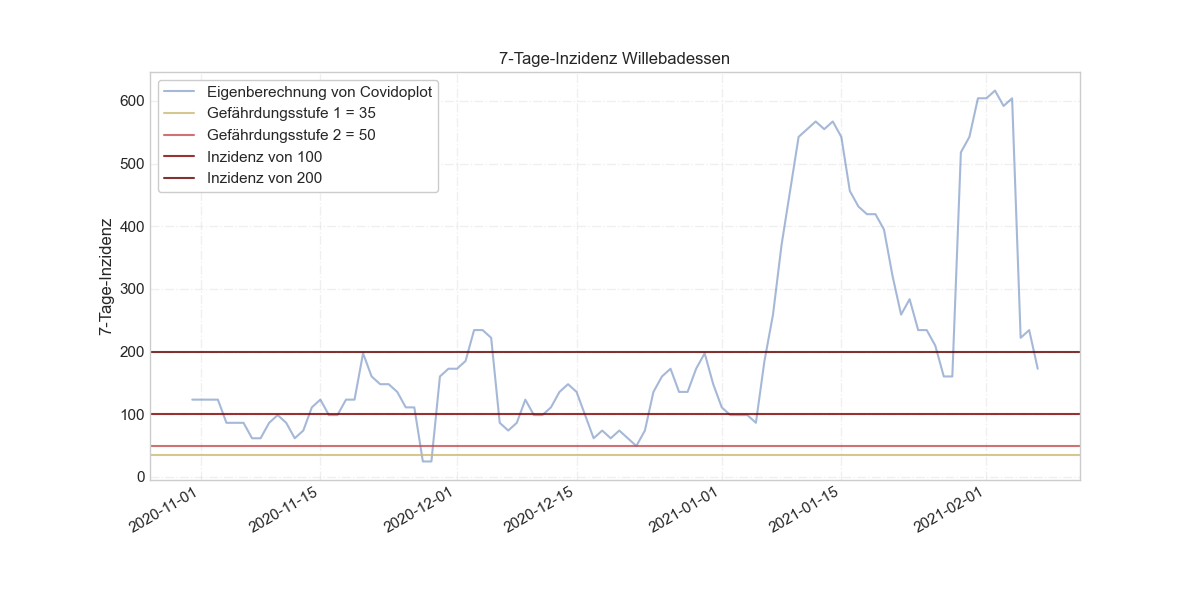 7-Tage-Inzidenz Willebadessen
Eigenberechnung von Covidoplot
Gefährdungsstufe 1 = 35
Gefährdungsstufe 2 = 50
Inzidenz von 100
Inzidenz von 200
7-Tage-Inzidenz
600
500
400
300
200
100
0
2020-11-01
2020-11-15
2020-12-01
2020-12-15
2021-01-01
2021-01-15
2021-02-01